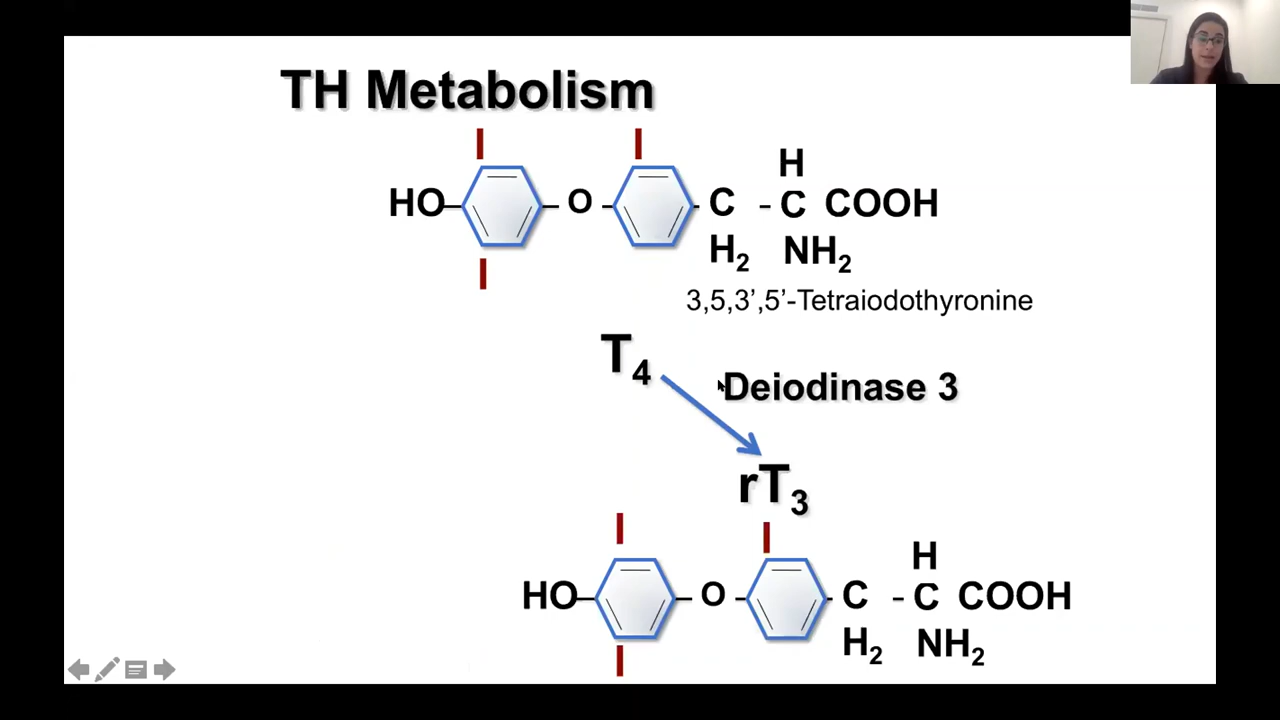 TH Metabolism
I I
HO O C - C COOH
H
H₂ NH₂
I
3,5,3’,5’-Tetraiodothyronine
T₄
Deiodinase 3
rT₃
I I
HO O C - C COOH
H
H₂ NH₂
I